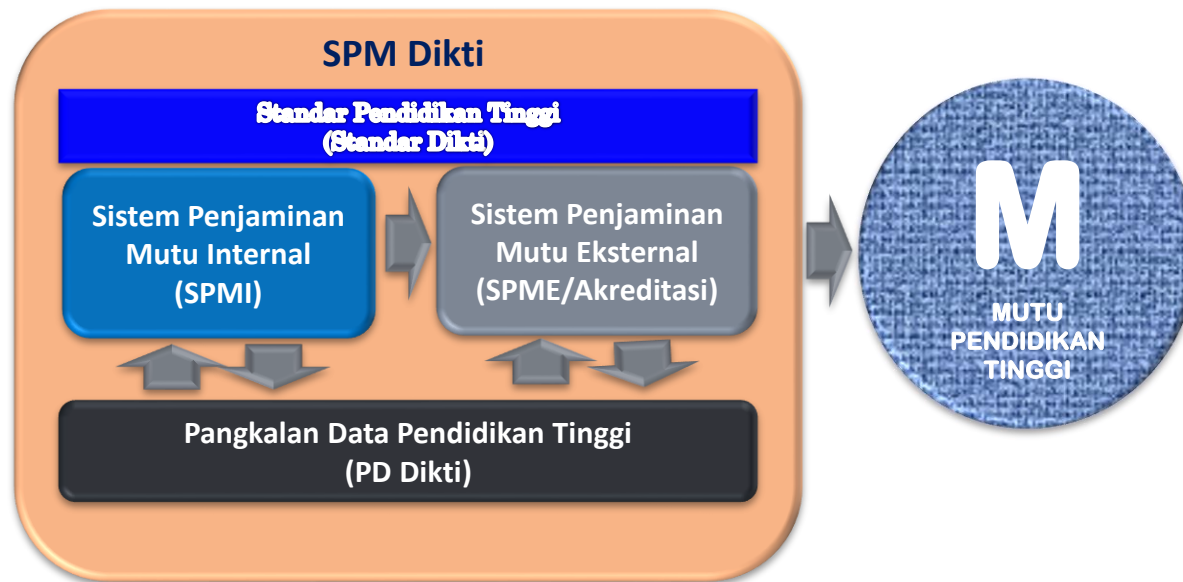 SPM Dikti
Standar Pendidikan Tinggi
(Standar Dikti)
Sistem Penjaminan
Mutu Internal
(SPMI)
Sistem Penjaminan
Mutu Eksternal
(SPME/Akreditasi)
Pangkalan Data Pendidikan Tinggi
(PD Dikti)
M
MUTU
PENDIDIKAN
TINGGI